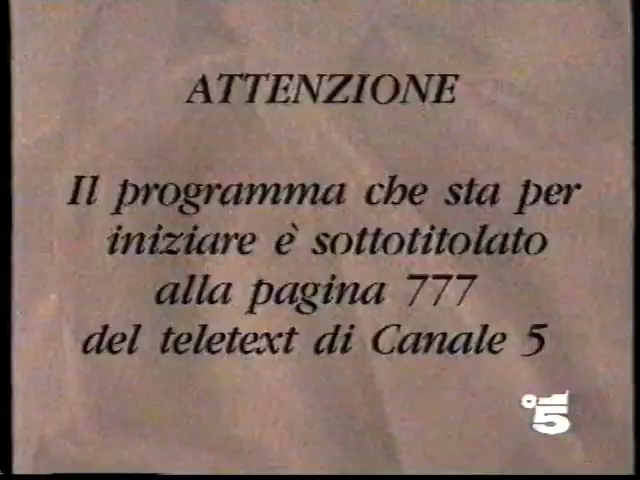 ATTENZIONE
Il programma che sta per
iniziare è sottotitolato
alla pagina 777
del teletext di Canale 5
5